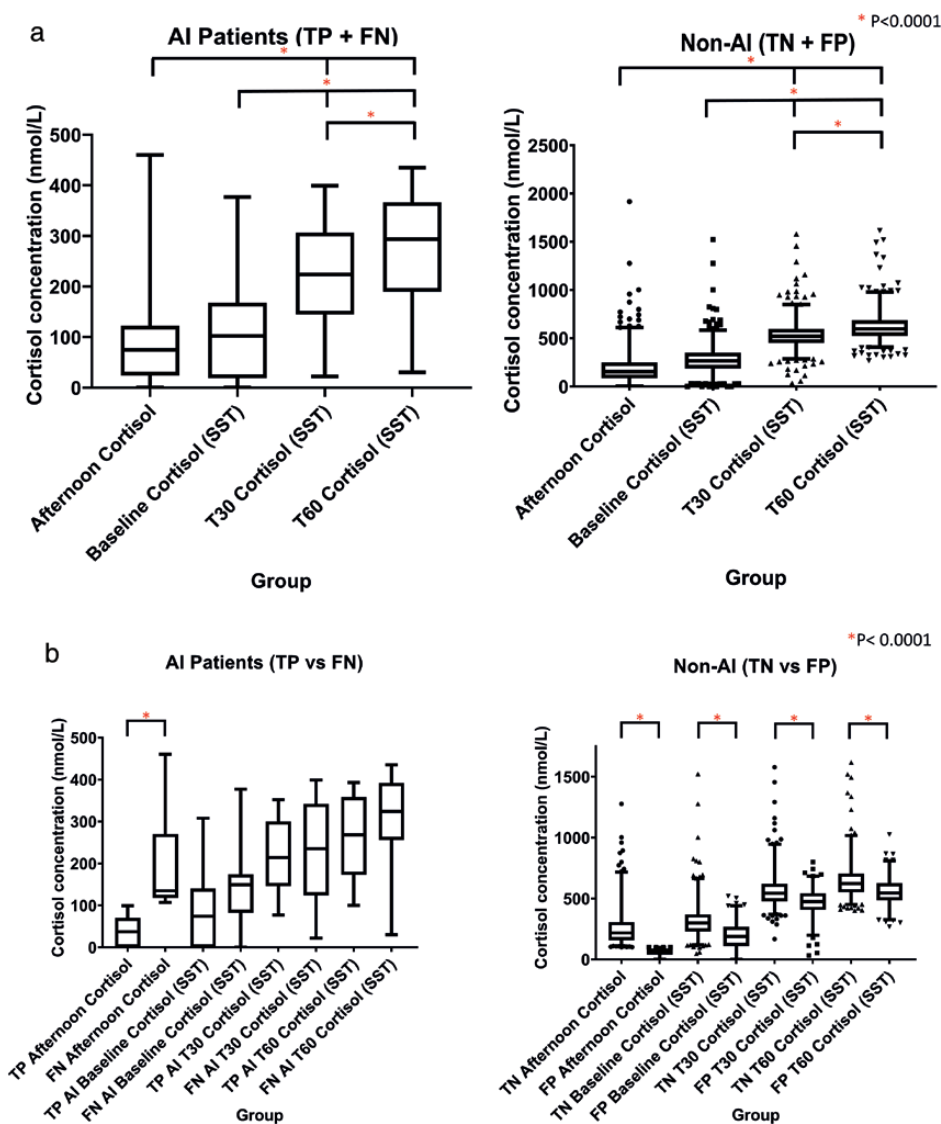 a
AI Patients (TP + FN)
*
*
*
Cortisol concentration (nmol/L)
500
400
300
200
100
0
Afternoon Cortisol
Baseline Cortisol (SST)
T30 Cortisol (SST)
T60 Cortisol (SST)
Group
* P<0.0001
Non-AI (TN + FP)
*
*
*
Cortisol concentration (nmol/L)
2500
2000
1500
1000
500
0
Afternoon Cortisol
Baseline Cortisol (SST)
T30 Cortisol (SST)
T60 Cortisol (SST)
Group
b
AI Patients (TP vs FN)
*
Cortisol concentration (nmol/L)
500
400
300
200
100
0
TP Afternoon Cortisol
FN Afternoon Cortisol
TP AI Baseline Cortisol (SST)
FN AI Baseline Cortisol (SST)
TP AI T30 Cortisol (SST)
FN AI T30 Cortisol (SST)
TP AI T60 Cortisol (SST)
FN AI T60 Cortisol (SST)
Group
*P< 0.0001
Non-AI (TN vs FP)
*
*
*
*
Cortisol concentration (nmol/L)
1500
1000
500
0
TN Afternoon Cortisol
FP Afternoon Cortisol
TN Baseline Cortisol (SST)
FP Baseline Cortisol (SST)
TN T30 Cortisol (SST)
FP T30 Cortisol (SST)
TN T60 Cortisol (SST)
FP T60 Cortisol (SST)
Group